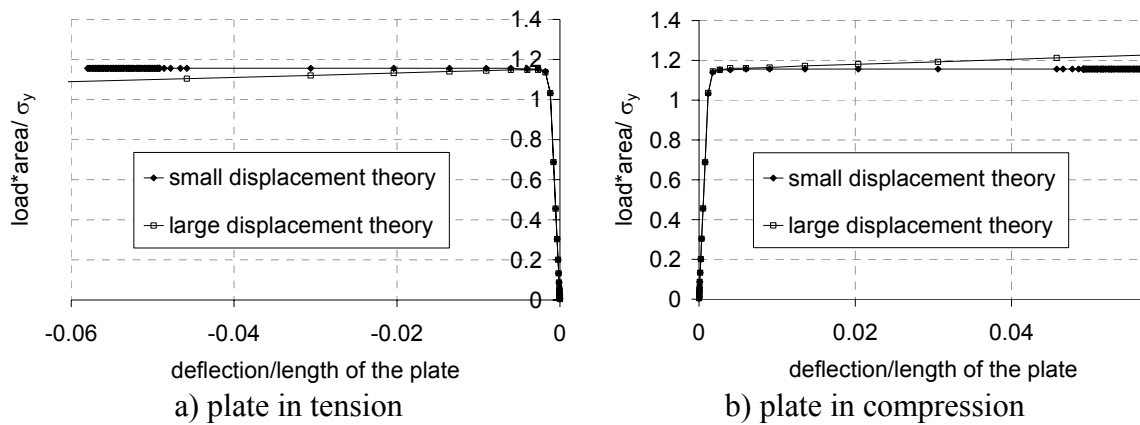 1.4
1.2
1
0.8
0.6
0.4
0.2
0
-0.06
-0.04
-0.02
0
load*area/ σy
small displacement theory
large displacement theory
deflection/length of the plate
a) plate in tension
1.4
1.2
1
0.8
0.6
0.4
0.2
0
0
0.02
0.04
load*area/ σy
small displacement theory
large displacement theory
deflection/length of the plate
b) plate in compression